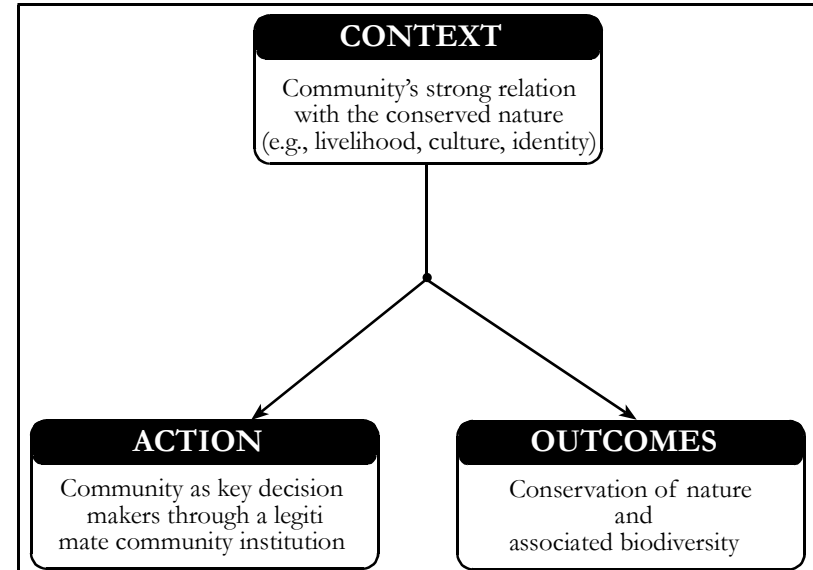 CONTEXT
Community’s strong relation
with the conserved nature
(e.g., livelihood, culture, identity)
ACTION
Community as key decision
makers through a legiti
mate community institution
OUTCOMES
Conservation of nature
and
associated biodiversity